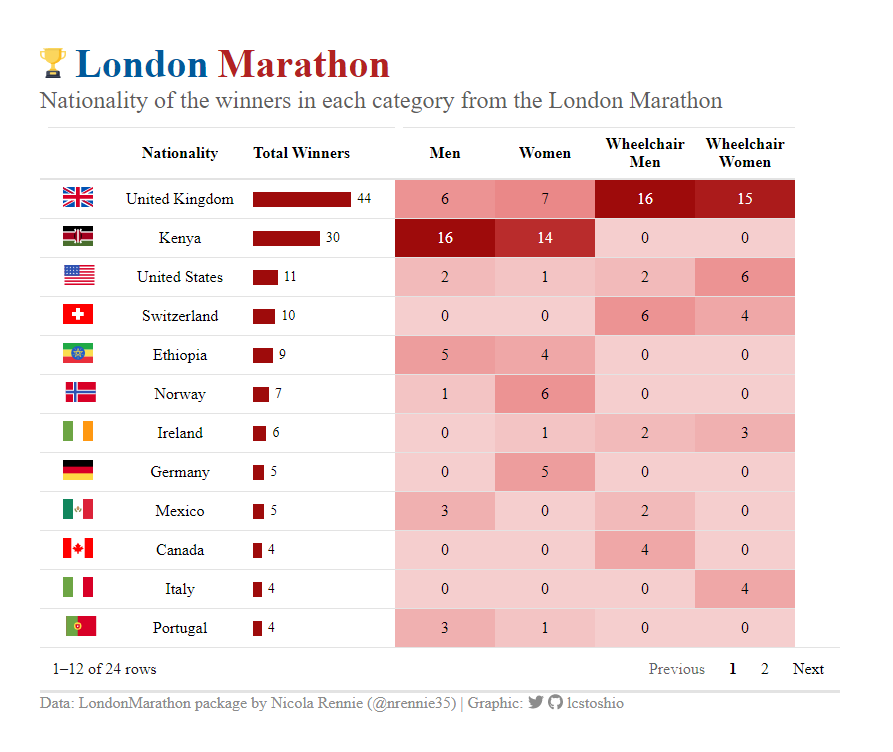 London Marathon
Nationality of the winners in each category from the London Marathon
Nationality Total Winners Men Women Wheelchair Men Wheelchair Women
United Kingdom 44 6 7 16 15
Kenya 30 16 14 0 0
United States 11 2 1 2 6
Switzerland 10 0 0 6 4
Ethiopia 9 5 4 0 0
Norway 7 1 6 0 0
Ireland 6 0 1 2 3
Germany 5 0 5 0 0
Mexico 5 3 0 2 0
Canada 4 0 0 4 0
Italy 4 0 0 0 4
Portugal 4 3 1 0 0
1–12 of 24 rows Previous 1 2 Next
Data: LondonMarathon package by Nicola Rennie (@nrennie35) | Graphic: lcstoshio